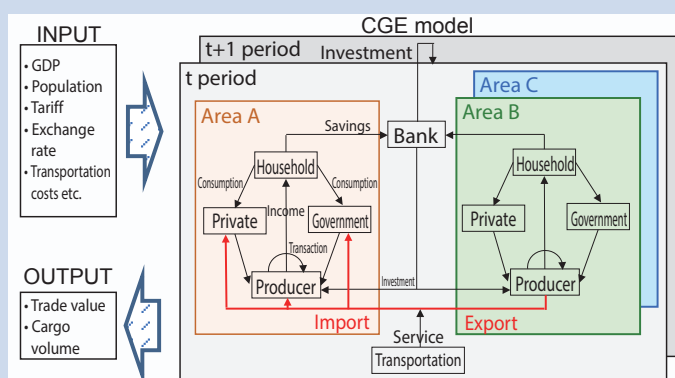 CGE model
INPUT
• GDP
• Population
• Tariff
• Exchange
rate
• Transportation
costs etc.
OUTPUT
• Trade value
• Cargo
volume
t+1 period
Investment
t period
Area C
Area A
Area B
Savings
Bank
Household
Consumption
Consumption
Private
Income
Government
Transaction
Producer
Import
Household
Private
Government
Producer
Export
Investment
Service
Transportation